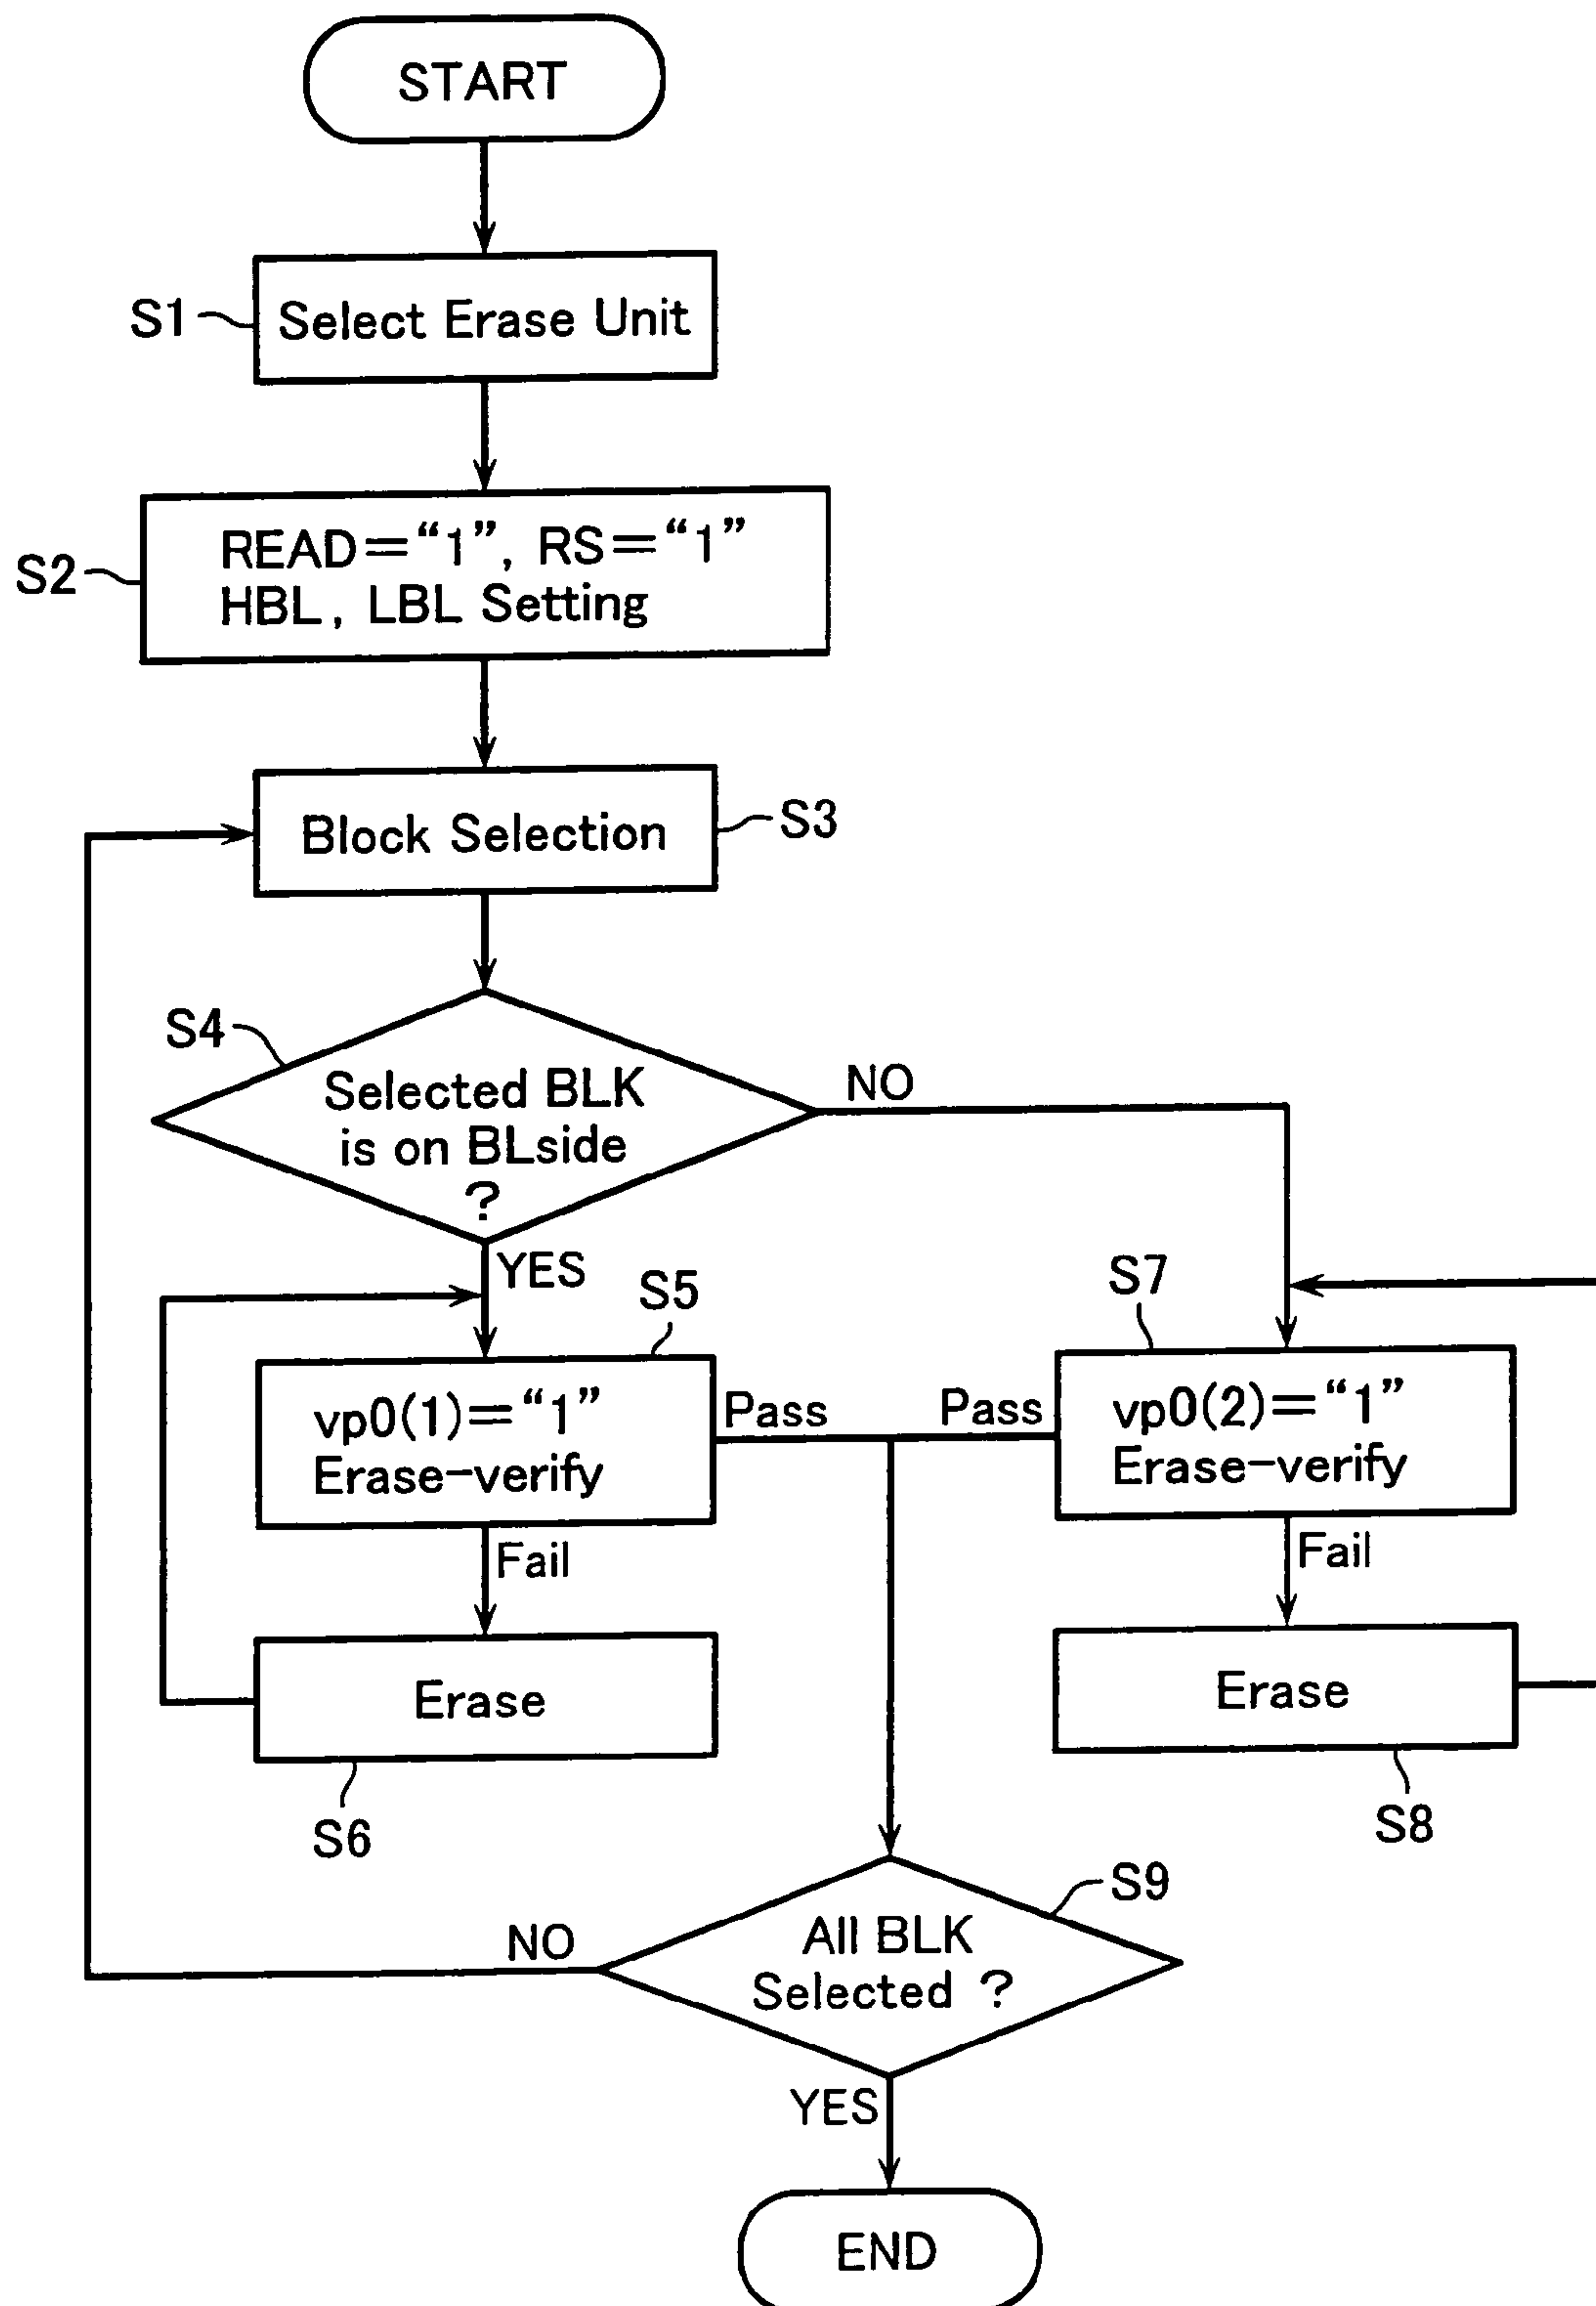 START
S1
Select Erase Unit
S2
READ=“1”, RS=“1”
HBL, LBL Setting
Block Selection
S3
S4
Selected BLK
is on BLside
?
NO
YES
S5
S7
vp0(1)=“1”
Erase-verify
Pass
Pass
vp0(2)=“1”
Erase-verify
Fail
Fail
Erase
Erase
S6
S8
S9
All BLK
Selected ?
NO
YES
END